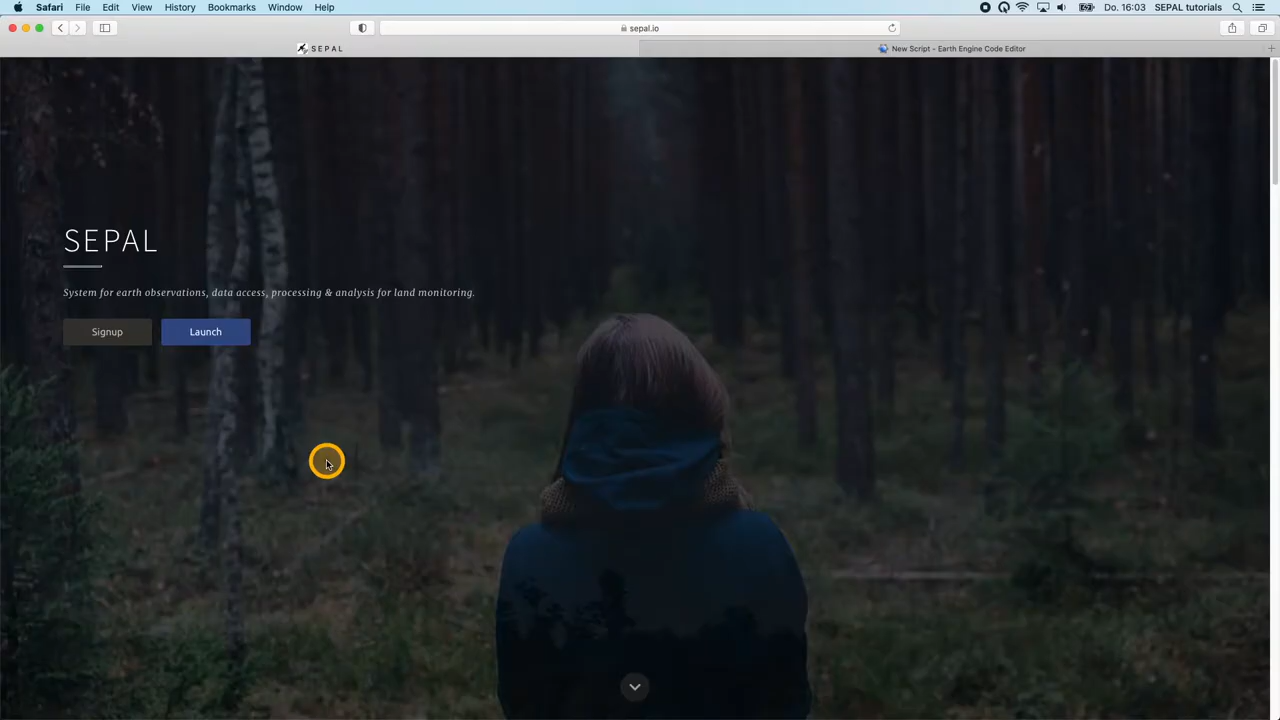 Safari File Edit View History Bookmarks Window Help Do. 16:03 SEPAL tutorials
sepal.io
SEPAL New Script - Earth Engine Code Editor
SEPAL
System for earth observations, data access, processing & analysis for land monitoring.
Signup Launch